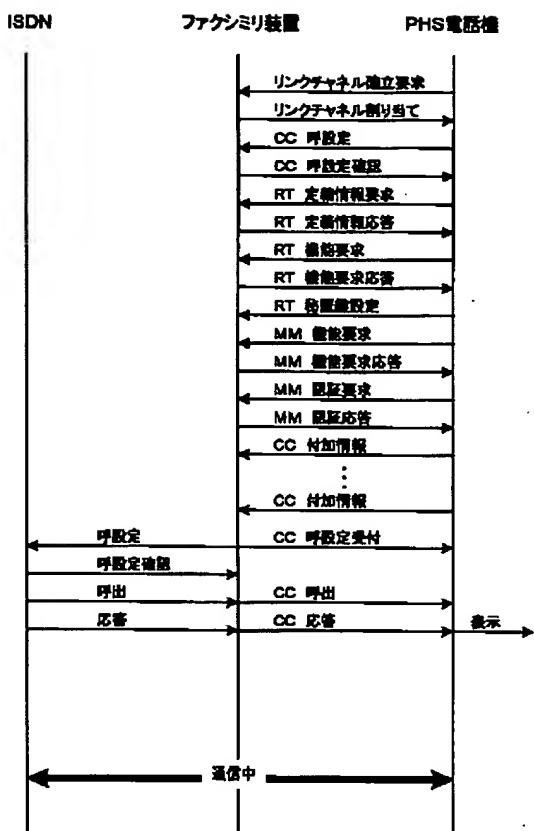 ISDN ファクシミリ装置 PHS電話機
リンクチャネル確立要求
リンクチャネル割り当て
CC 呼設定
CC 呼設定確認
RT 定義情報要求
RT 定義情報応答
RT 機能要求
RT 機能要求応答
RT 秘匿鍵設定
MM 機能要求
MM 機能要求応答
MM 認証要求
MM 認証応答
CC 付加情報
CC 付加情報
呼設定 CC 呼設定受付
呼設定確認
呼出 CC 呼出
応答 CC 応答 表示
通信中